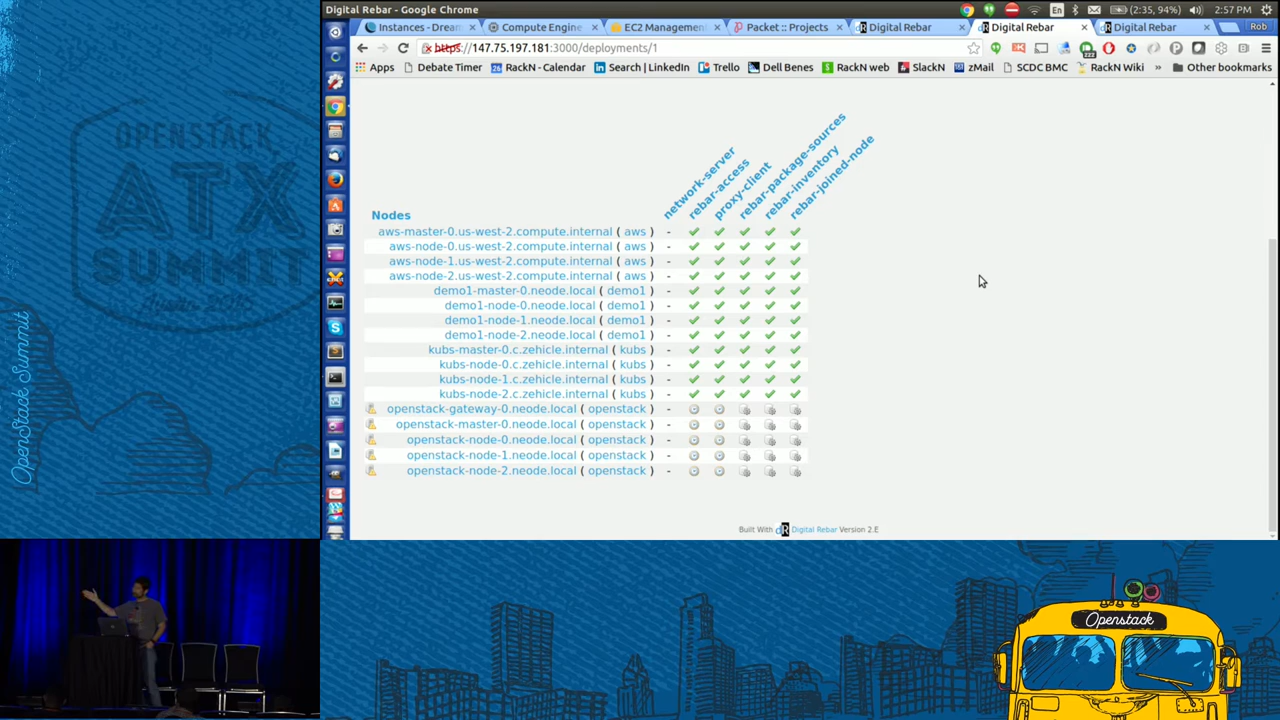 Digital Rebar - Google Chrome
En
(2:35, 94%)
2:57 PM
Instances - Dream
Compute Engine
EC2 Management
Packet :: Projects
Digital Rebar
Digital Rebar
Digital Rebar
Rob
https://147.75.197.181:3000/deployments/1
Apps
Debate Timer
26
RackN - Calendar
Search | LinkedIn
Trello
Dell Benes
RackN web
SlackN
zMail
SCDC BMC
RackN Wiki
»
Other bookmarks
network-server
rebar-access
proxy-client
rebar-package-sources
rebar-inventory
rebar-joined-node
Nodes
aws-master-0.us-west-2.compute.internal ( aws ) -
aws-node-0.us-west-2.compute.internal ( aws ) -
aws-node-1.us-west-2.compute.internal ( aws ) -
aws-node-2.us-west-2.compute.internal ( aws ) -
demo1-master-0.neode.local ( demo1 ) -
demo1-node-0.neode.local ( demo1 ) -
demo1-node-1.neode.local ( demo1 ) -
demo1-node-2.neode.local ( demo1 ) -
kubs-master-0.c.zehicle.internal ( kubs ) -
kubs-node-0.c.zehicle.internal ( kubs ) -
kubs-node-1.c.zehicle.internal ( kubs ) -
kubs-node-2.c.zehicle.internal ( kubs ) -
openstack-gateway-0.neode.local ( openstack ) -
openstack-master-0.neode.local ( openstack ) -
openstack-node-0.neode.local ( openstack ) -
openstack-node-1.neode.local ( openstack ) -
openstack-node-2.neode.local ( openstack ) -
Built With dR Digital Rebar Version 2.E
OPENSTACK
ATX
SUMMIT
OpenStack Summit
Openstack